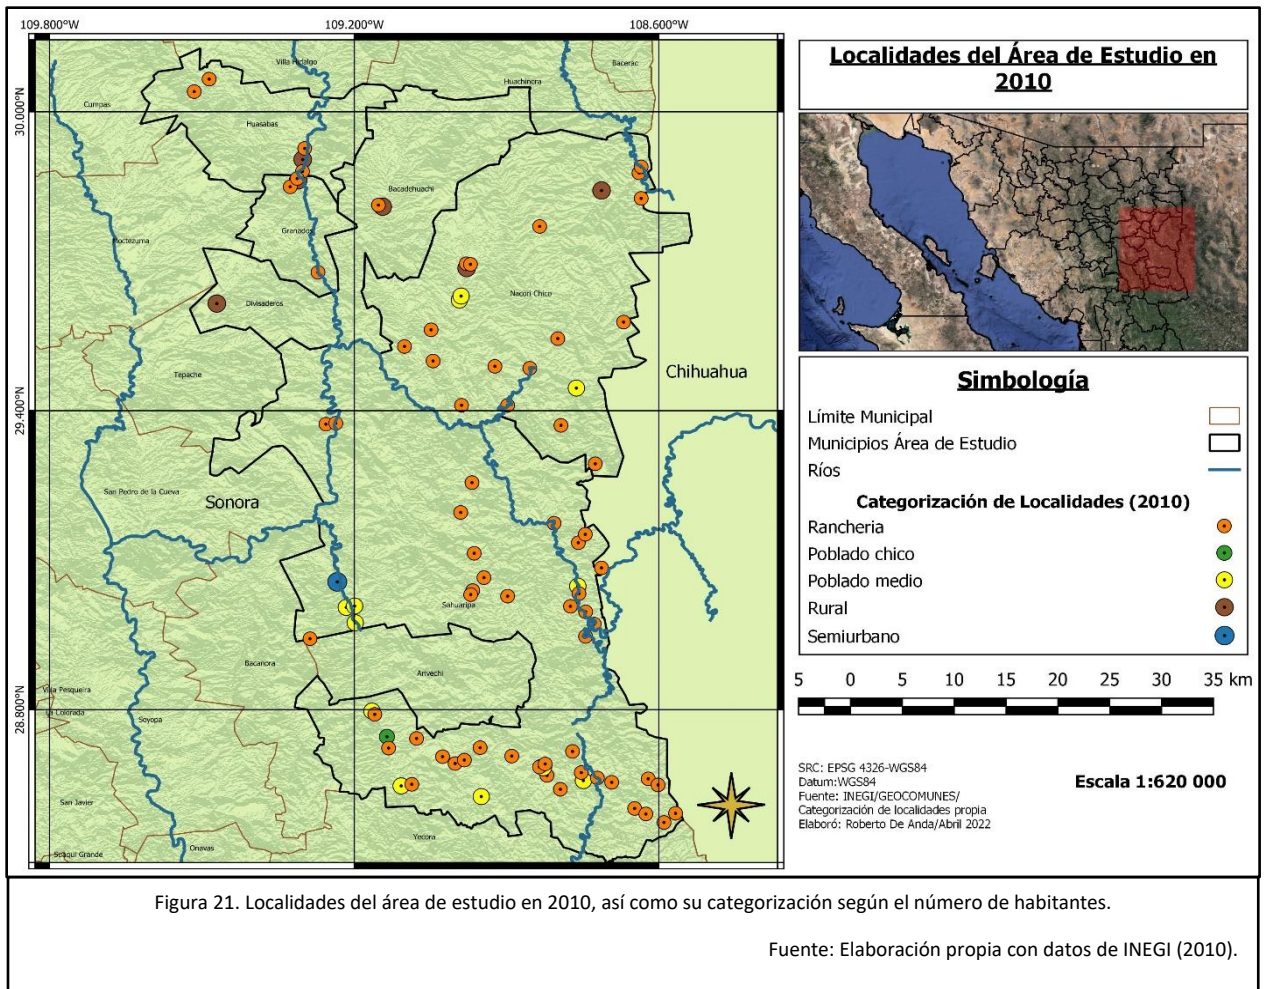 109.800°W
109.200°W
108.600°W
Villa Hidalgo
Bacerac
Huachinera
Cumpas
30.000°N
Huasabas
Bacadehuachi
Granados
Moctezuma
Nacori Chico
Divisaderos
Chihuahua
Tepache
29.400°N
San Pedro de la Cueva
Sonora
Sahuaripa
Bacanora
Arivechi
Villa Pesqueira
La Colorada
Soyopa
28.800°N
San Javier
Yecora
Suaqui Grande
Onavas
Localidades del Área de Estudio en
2010
Simbología
Límite Municipal
Municipios Área de Estudio
Ríos
Categorización de Localidades (2010)
Rancheria
Poblado chico
Poblado medio
Rural
Semiurbano
5 0 5 10 15 20 25 30 35 km
SRC: EPSG 4326-WGS84
Datum:WGS84
Fuente: INEGI/GEOCOMUNES/
Categorización de localidades propia
Elaboró: Roberto De Anda/Abril 2022
Escala 1:620 000
Figura 21. Localidades del área de estudio en 2010, así como su categorización según el número de habitantes.
Fuente: Elaboración propia con datos de INEGI (2010).